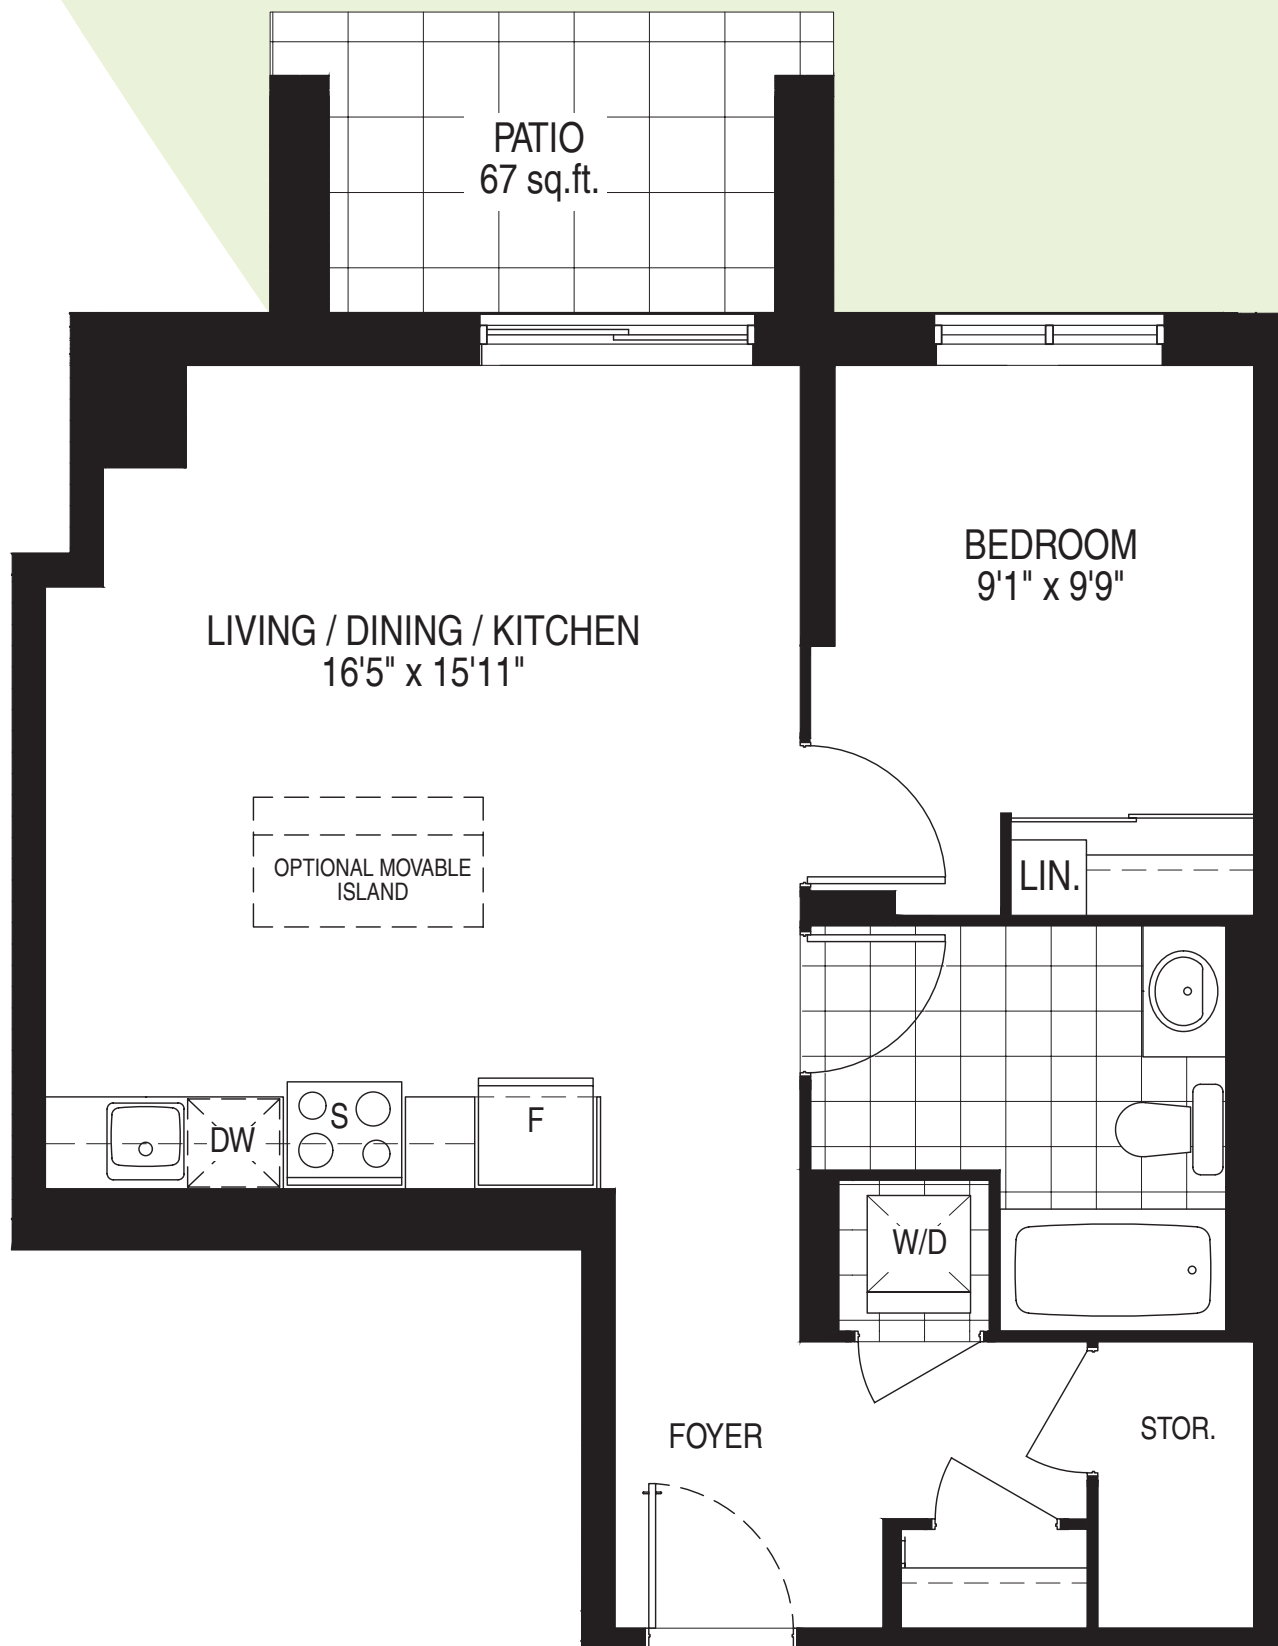 PATIO
67 sq.ft.
BEDROOM
9'1" x 9'9"
LIVING / DINING / KITCHEN
16'5" x 15'11"
OPTIONAL MOVABLE
ISLAND
LIN.
S
F
DW
W/D
FOYER
STOR.